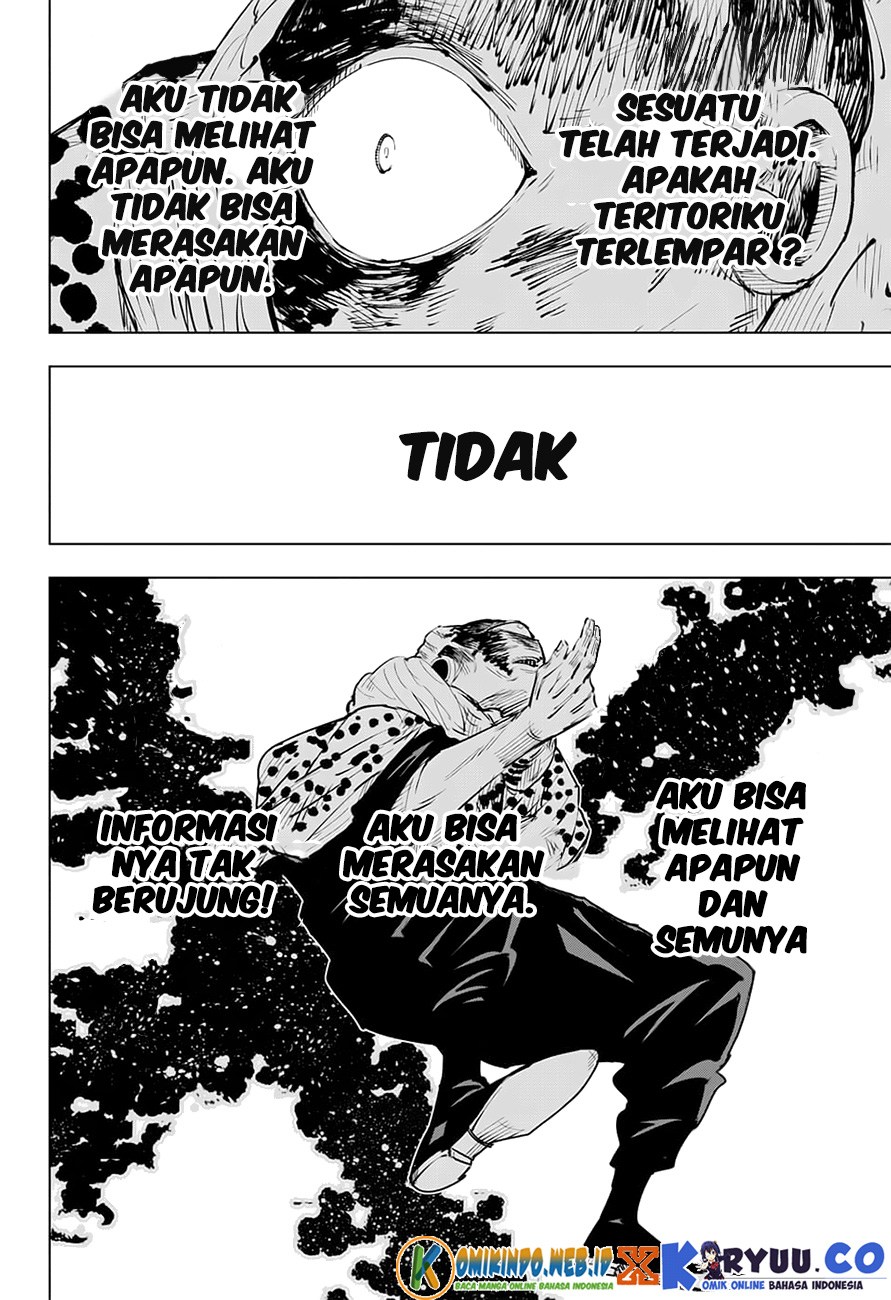 SESUATU
TELAH TERJADI.
APAKAH
TERITORIKU
TERLEMPAR ?
AKU TIDAK
BISA MELIHAT
APAPUN. AKU
TIDAK BISA
MERASAKAN
APAPUN.
TIDAK
AKU BISA
MELIHAT
APAPUN
DAN
SEMUNYA
AKU BISA
MERASAKAN
SEMUANYA.
INFORMASI
NYA TAK
BERUJUNG!
KOMIKINDO.WEB.ID
BACA MANGA ONLINE BAHASA INDONESIA
X
KIRYUU.CO
OMIK ONLINE BAHASA INDONESIA